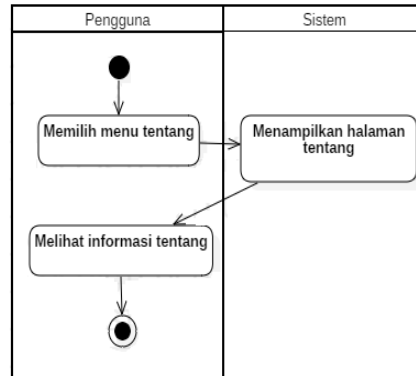 Pengguna
Sistem
Memilih menu tentang
Menampilkan halaman
tentang
Melihat informasi tentang